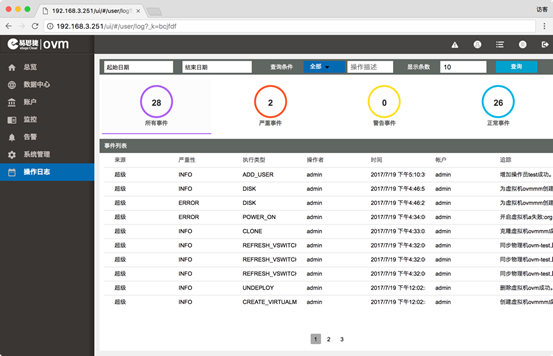 192.168.3.251/ui/#/user/log?
访客
192.168.3.251/ui/#/user/log?_k=bcjfdf
易思捷 ovm
总览
数据中心
账户
监控
告警
系统管理
操作日志
起始日期 结束日期 查询条件 全部 操作描述 显示条数 10 查询
28 2 0 26
所有事件 严重事件 警告事件 正常事件
事件列表
来源 严重性 执行类型 操作者 时间 帐户 追踪
超级 INFO ADD_USER admin 2017/7/19 下午5:10:3 admin 增加操作员test成功。
超级 INFO DISK admin 2017/7/19 下午4:46:5 admin 为虚拟机ovmmm创建
超级 ERROR DISK admin 2017/7/19 下午4:46:2 admin 为虚拟机ovmmm创建
超级 ERROR POWER_ON admin 2017/7/19 下午4:34:0 admin 开启虚拟机a失败:org
超级 INFO CLONE admin 2017/7/19 下午4:33:0 admin 克隆虚拟机ovmmm成
超级 INFO REFRESH_VSWITCH admin 2017/7/19 下午4:32:0 admin 同步物理机ovm-test上
超级 INFO REFRESH_VSWITCH admin 2017/7/19 下午4:32:0 admin 同步物理机ovm-test上
超级 INFO REFRESH_VSWITCH admin 2017/7/19 下午4:32:0 admin 同步物理机ovm-test上
超级 INFO UNDEPLOY admin 2017/7/19 下午12:02: admin 删除虚拟机ovm成功。
超级 INFO CREATE_VIRTUALM admin 2017/7/19 下午12:02: admin 创建虚拟机ovmmm成
1 2 3